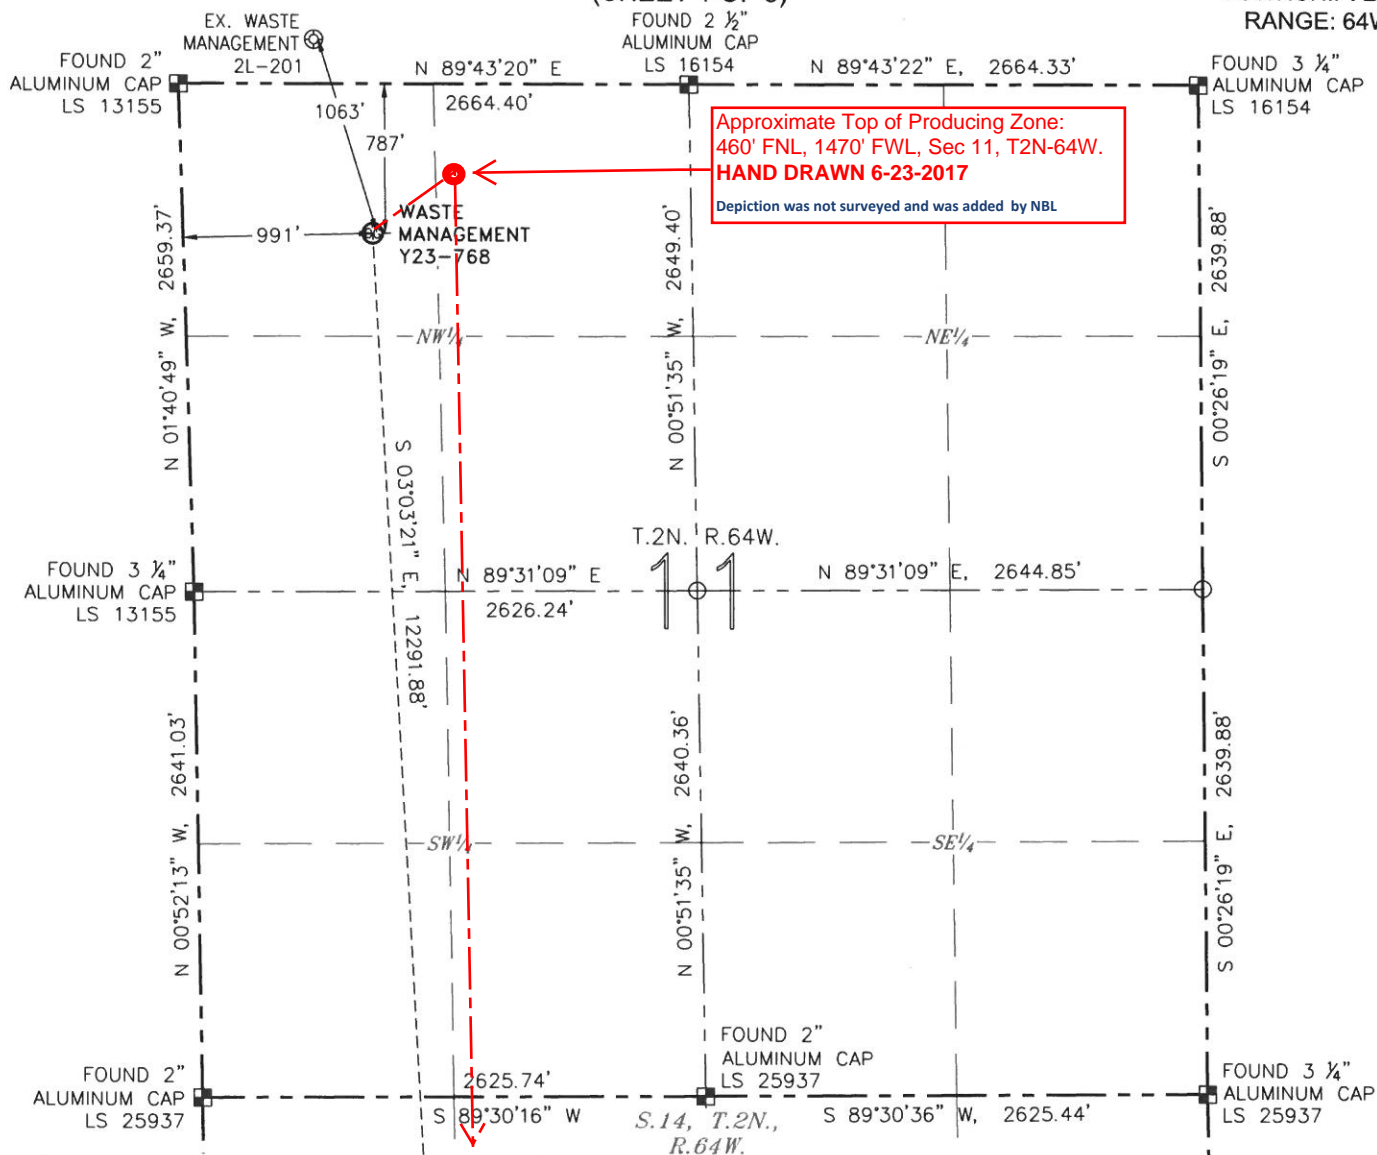 EX. WASTE
MANAGEMENT
2L-201
FOUND 2"
ALUMINUM CAP
LS 13155
N 89°43'20" E
2664.40'
FOUND 2 ½"
ALUMINUM CAP
LS 16154
N 89°43'22" E, 2664.33'
RANGE: 64W
FOUND 3 ¼"
ALUMINUM CAP
LS 16154
1063'
787'
Approximate Top of Producing Zone:
460' FNL, 1470' FWL, Sec 11, T2N-64W.
HAND DRAWN 6-23-2017
Depiction was not surveyed and was added by NBL
991'
WASTE
MANAGEMENT
Y23-768
N 01°40'49" W, 2659.37'
N 00°51'35" W, 2649.40'
S 00°26'19" E, 2639.88'
NW¼
NE¼
S 03°03'21" E, 12291.88'
T.2N. R.64W.
11
FOUND 3 ¼"
ALUMINUM CAP
LS 13155
N 89°31'09" E
2626.24'
N 89°31'09" E, 2644.85'
N 00°52'13" W, 2641.03'
N 00°51'35" W, 2640.36'
S 00°26'19" E, 2639.88'
SW¼
SE¼
FOUND 2"
ALUMINUM CAP
LS 25937
2625.74'
S 89°30'16" W
FOUND 2"
ALUMINUM CAP
LS 25937
S.14, T.2N.,
R.64W.
S 89°30'36" W, 2625.44'
FOUND 3 ¼"
ALUMINUM CAP
LS 25937